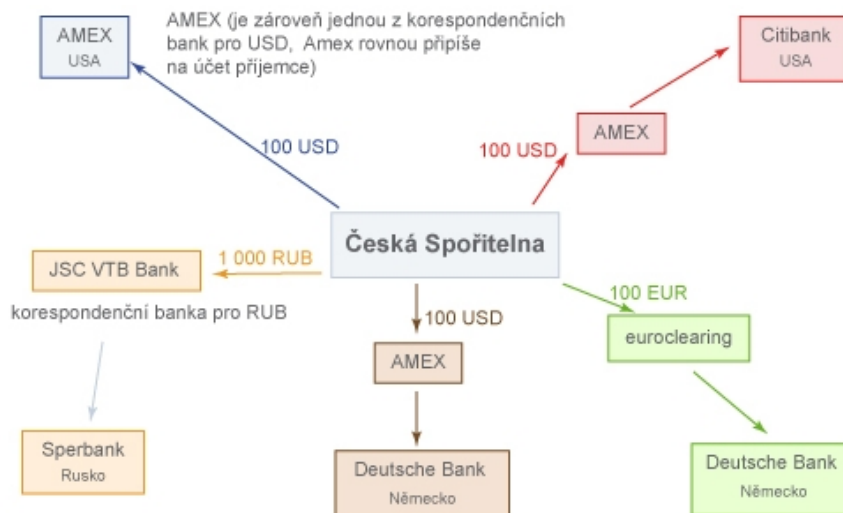 AMEX
USA
AMEX (je zároveň jednou z korespondenčních
bank pro USD, Amex rovnou připíše
na účet příjemce)
Citibank
USA
100 USD
100 USD
AMEX
Česká Spořitelna
1 000 RUB
JSC VTB Bank
korespondenční banka pro RUB
100 USD
AMEX
100 EUR
euroclearing
Sperbank
Rusko
Deutsche Bank
Německo
Deutsche Bank
Německo